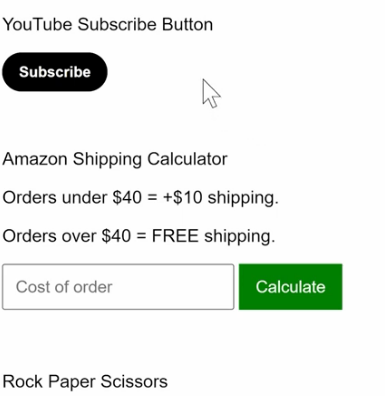 YouTube Subscribe Button
Subscribe
Amazon Shipping Calculator
Orders under $40 = +$10 shipping.
Orders over $40 = FREE shipping.
Cost of order
Calculate
Rock Paper Scissors